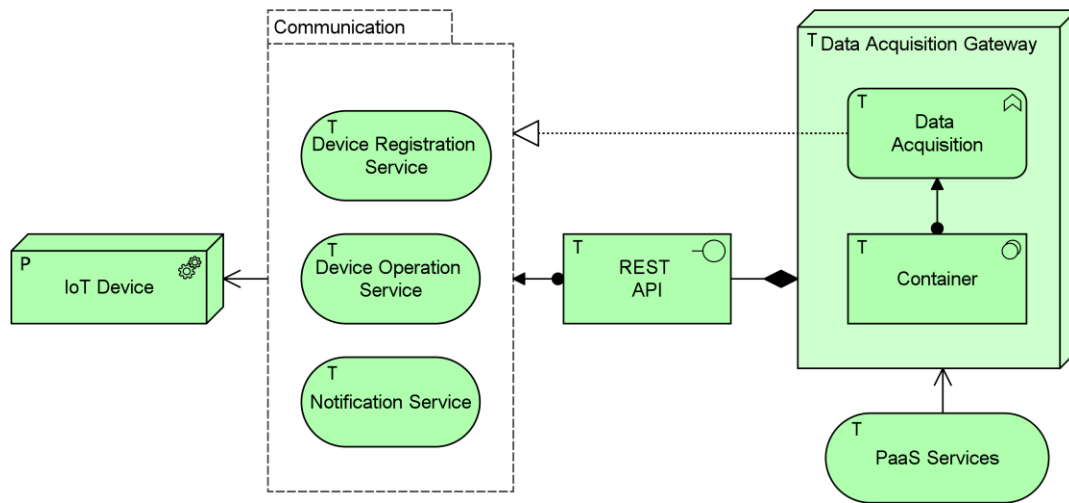 Communication
T
Device Registration
Service
T
Device Operation
Service
T
Notification Service
P
IoT Device
T
REST
API
T Data Acquisition Gateway
T
Data
Acquisition
T
Container
T
PaaS Services